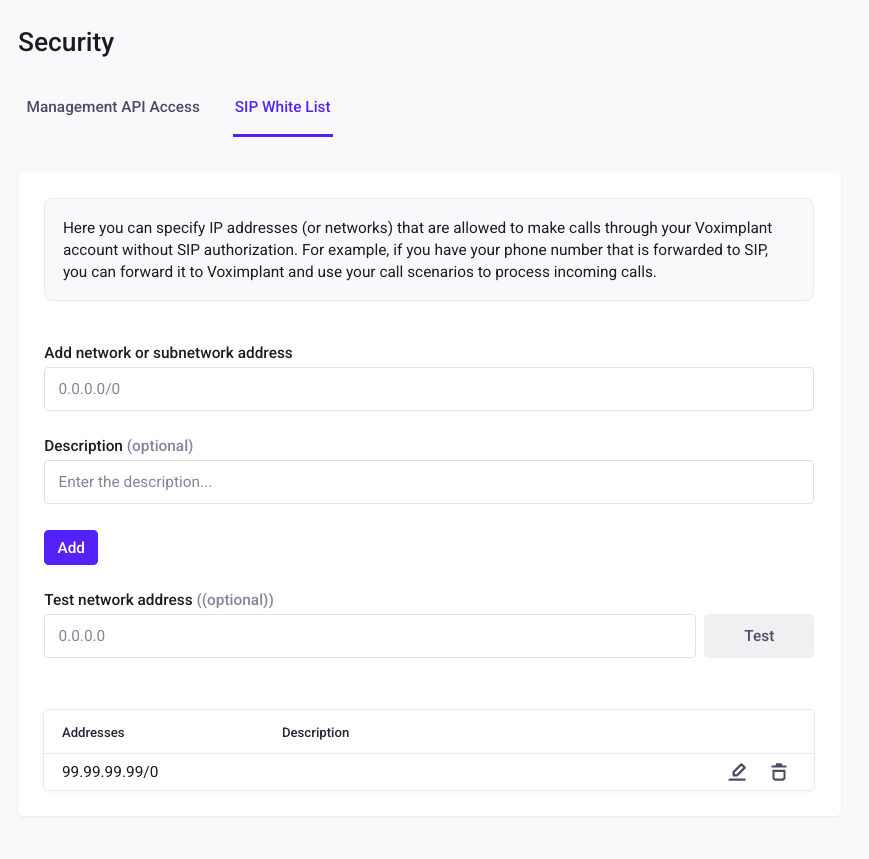 Security
Management API Access SIP White List
Here you can specify IP addresses (or networks) that are allowed to make calls through your Voximplant
account without SIP authorization. For example, if you have your phone number that is forwarded to SIP,
you can forward it to Voximplant and use your call scenarios to process incoming calls.
Add network or subnetwork address
0.0.0.0/0
Description (optional)
Enter the description...
Add
Test network address ((optional))
0.0.0.0 Test
Addresses Description
99.99.99.99/0